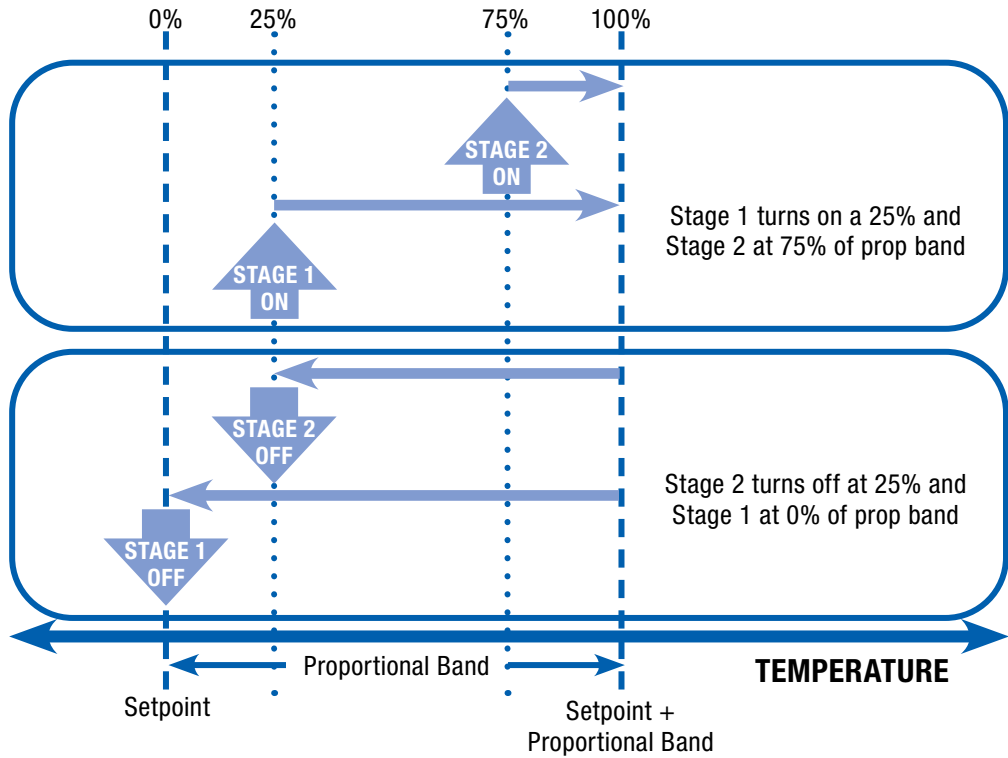 0% 25% 75% 100%
STAGE 2
ON
STAGE 1
ON
Stage 1 turns on a 25% and
Stage 2 at 75% of prop band
STAGE 2
OFF
STAGE 1
OFF
Stage 2 turns off at 25% and
Stage 1 at 0% of prop band
Proportional Band
TEMPERATURE
Setpoint
Setpoint +
Proportional Band